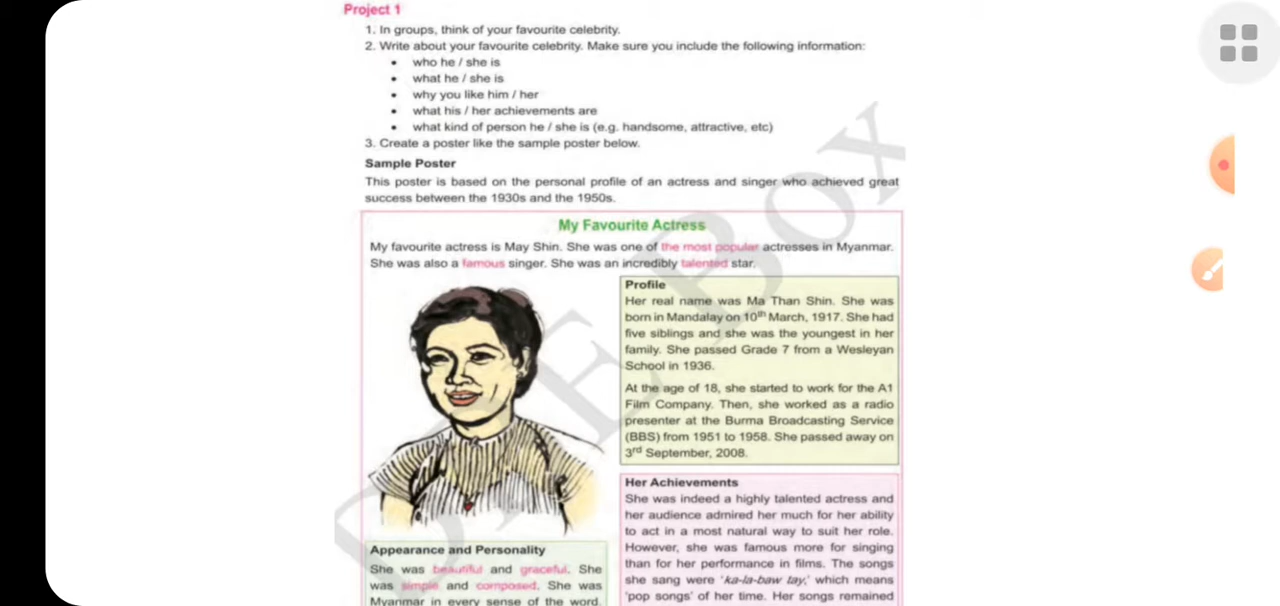 Project 1
1. In groups, think of your favourite celebrity.
2. Write about your favourite celebrity. Make sure you include the following information:
• who he / she is
• what he / she is
• why you like him / her
• what his / her achievements are
• what kind of person he / she is (e.g. handsome, attractive, etc)
3. Create a poster like the sample poster below.
Sample Poster
This poster is based on the personal profile of an actress and singer who achieved great
success between the 1930s and the 1950s.
My Favourite Actress
My favourite actress is May Shin. She was one of the most popular actresses in Myanmar.
She was also a famous singer. She was an incredibly talented star.
Profile
Her real name was Ma Than Shin. She was
born in Mandalay on 10th March, 1917. She had
five siblings and she was the youngest in her
family. She passed Grade 7 from a Wesleyan
School in 1936.
At the age of 18, she started to work for the A1
Film Company. Then, she worked as a radio
presenter at the Burma Broadcasting Service
(BBS) from 1951 to 1958. She passed away on
3rd September, 2008.
Her Achievements
She was indeed a highly talented actress and
her audience admired her much for her ability
to act in a most natural way to suit her role.
However, she was famous more for singing
than for her performance in films. The songs
she sang were 'ka-la-baw tay,' which means
'pop songs' of her time. Her songs remained
Appearance and Personality
She was beautiful and graceful. She
was simple and composed. She was
Myanmar in every sense of the word.